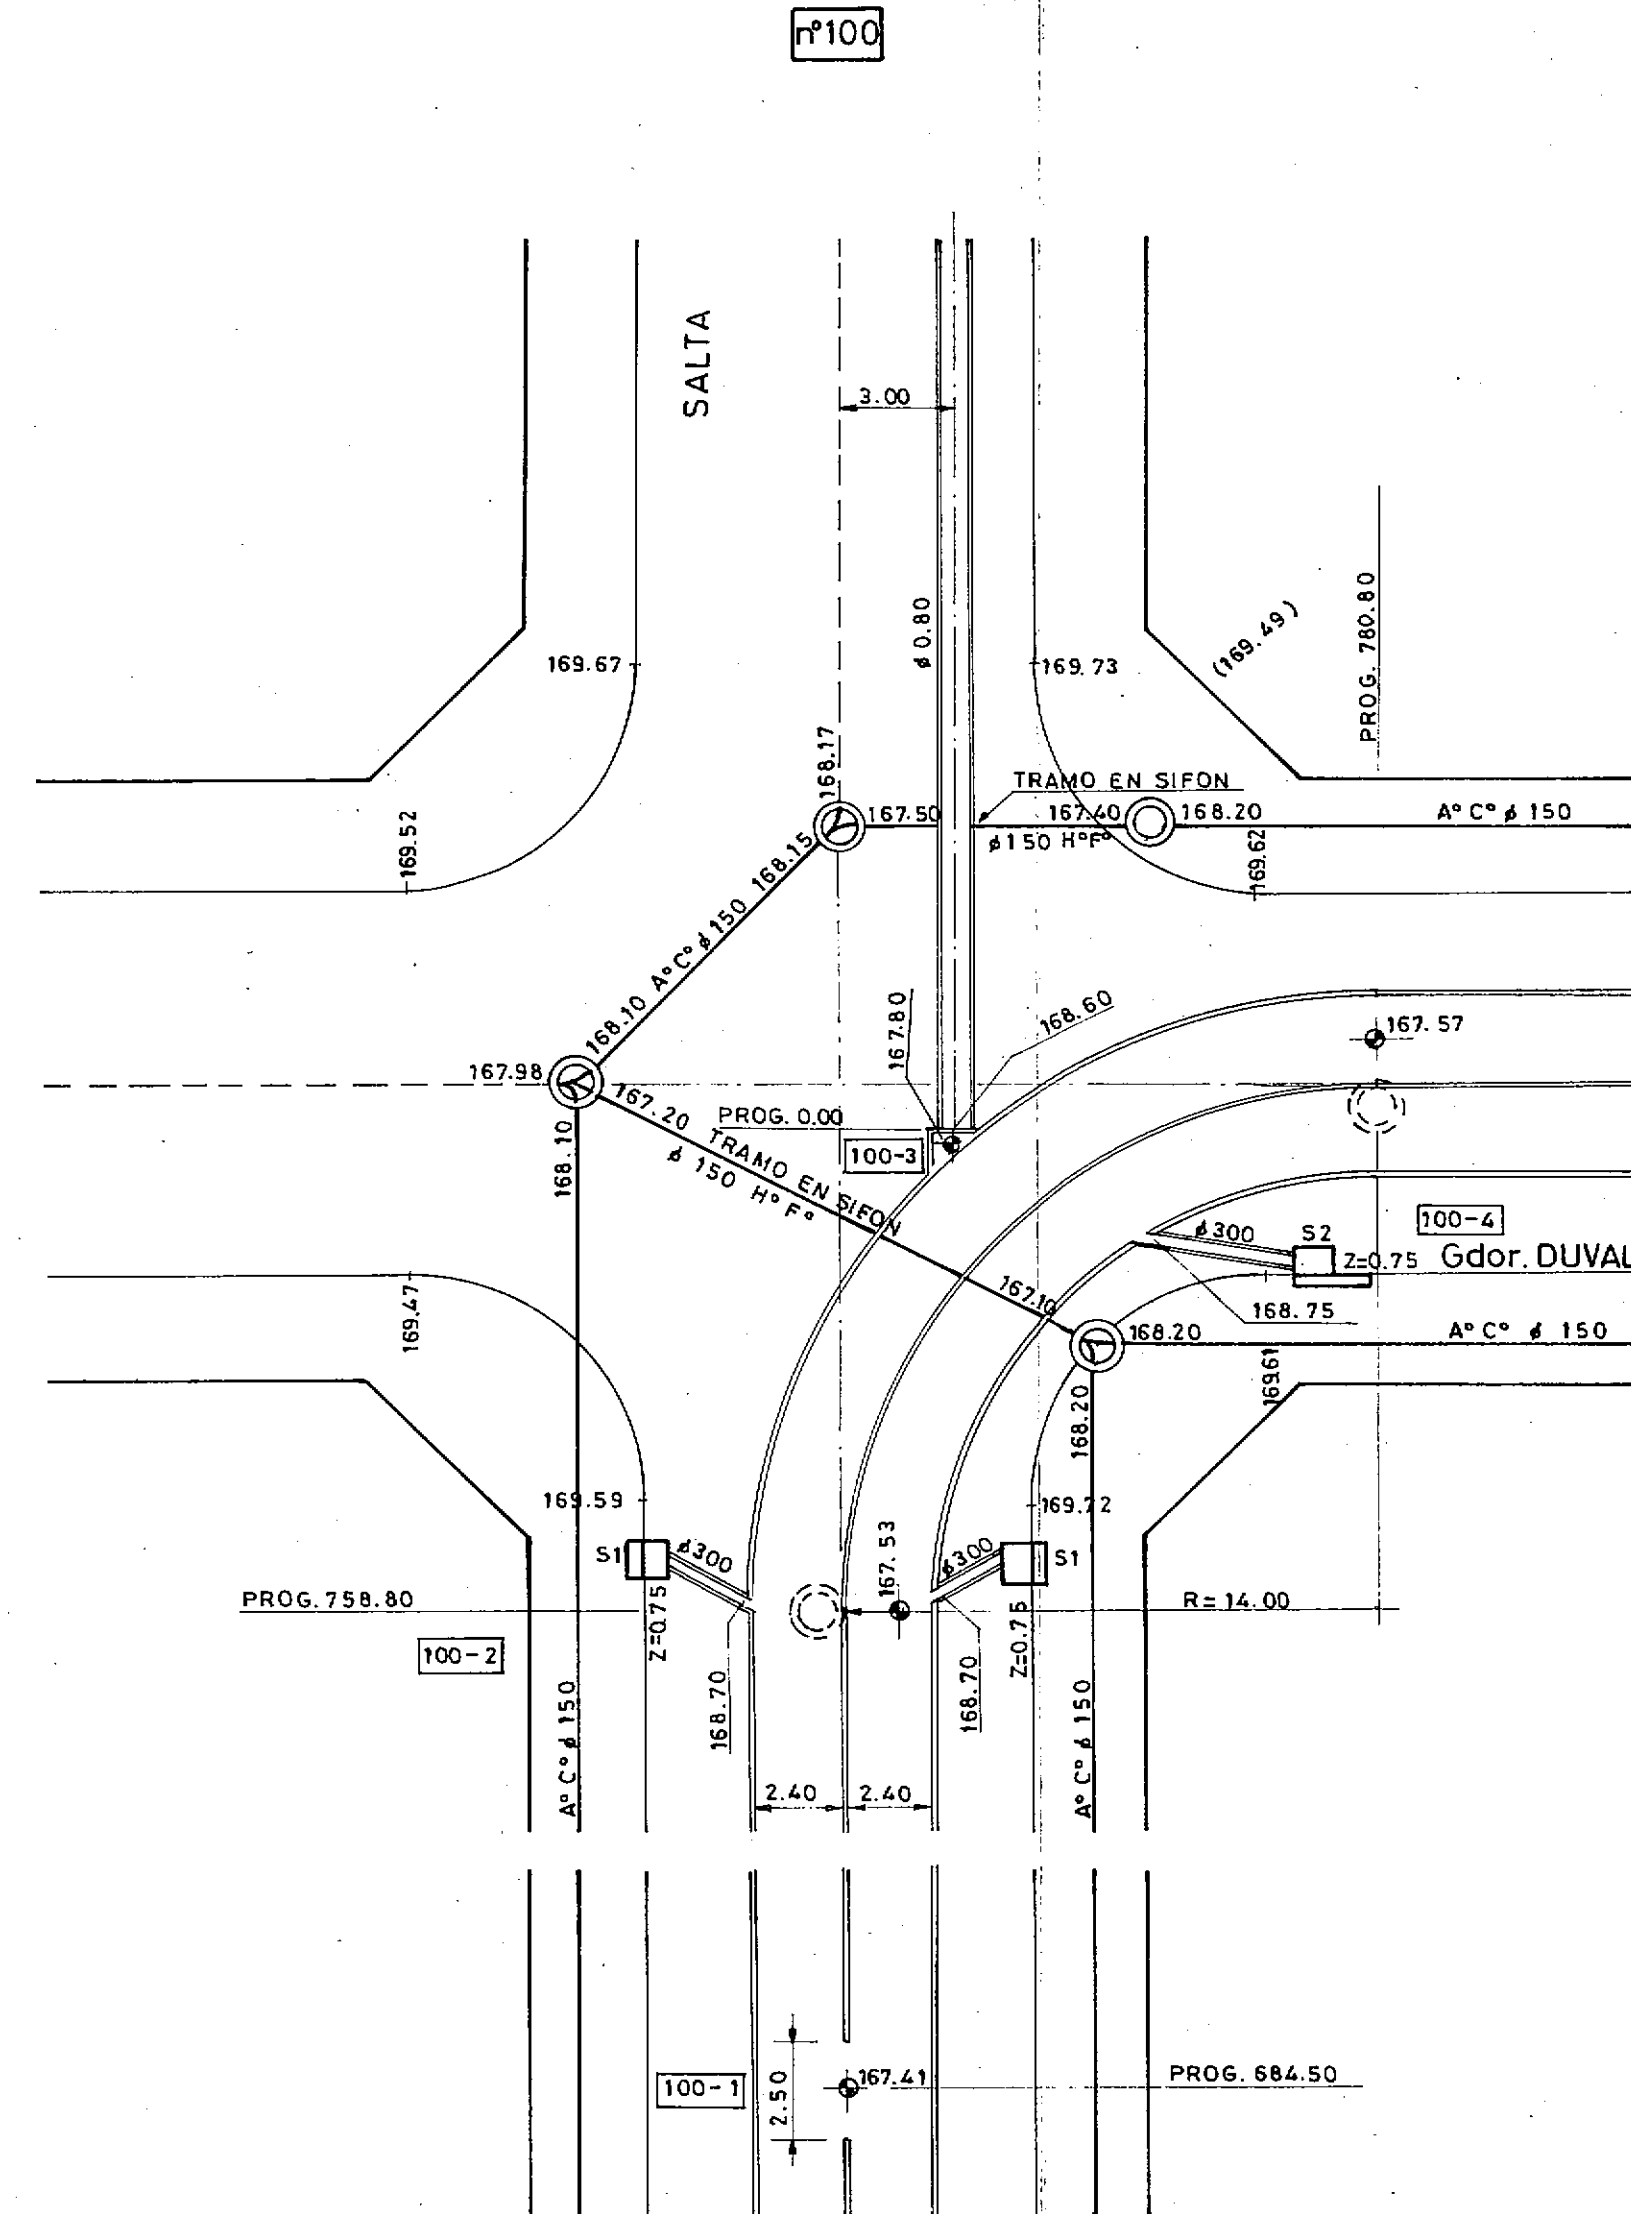 nº100
SALTA
3.00
ø 0.80
(169.49)
PROG. 780.80
169.67
169.73
168.17
TRAMO EN SIFON
167.50
167.40
168.20
Aº Cº ø 150
ø150 HºFº
169.52
168.15
169.62
Aº Cº ø 150
168.10
167.80
168.60
167.57
167.98
167.20
TRAMO EN SIFON
ø 150 Hº Fº
PROG. 0.00
100-3
168.10
100-4
ø300
S2
Z=0.75
Gdor. DUVAL
167.10
168.75
169.47
168.20
Aº Cº ø 150
169.61
168.20
169.59
169.72
S1
ø300
167.53
ø300
S1
PROG. 758.80
Z=0.75
R= 14.00
Z=0.75
100-2
168.70
168.70
Aº Cº ø 150
Aº Cº ø 150
2.40
2.40
2.50
100-1
167.41
PROG. 684.50